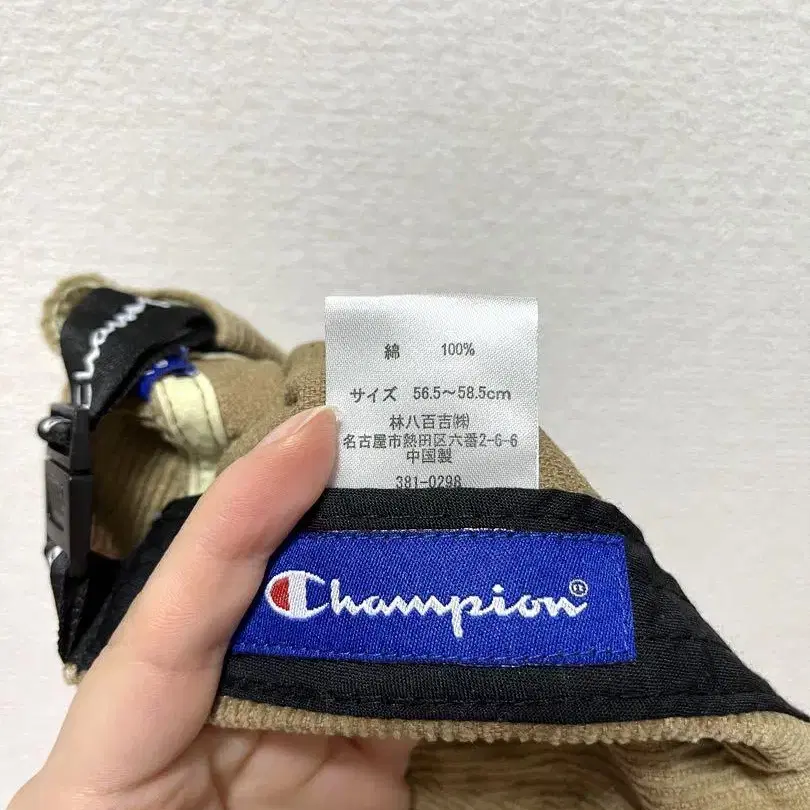 綿 100%
サイズ 56.5～58.5cm
林八百吉㈱
名古屋市熱田区六番2-6-6
中国製
381-0298
Champion®